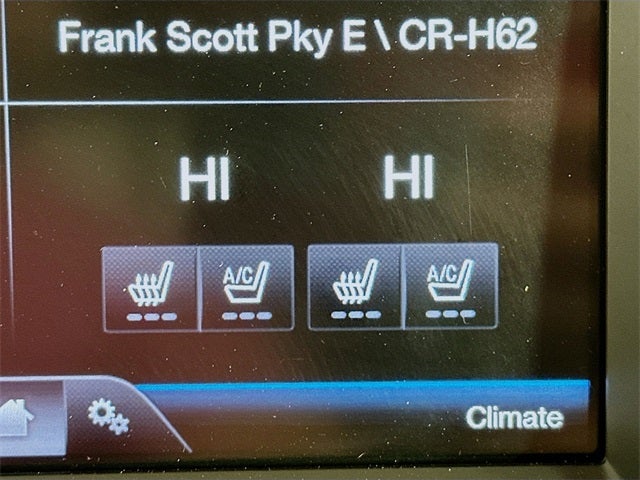 Frank Scott Pky E \ CR-H62
HI HI
A/C A/C
Climate